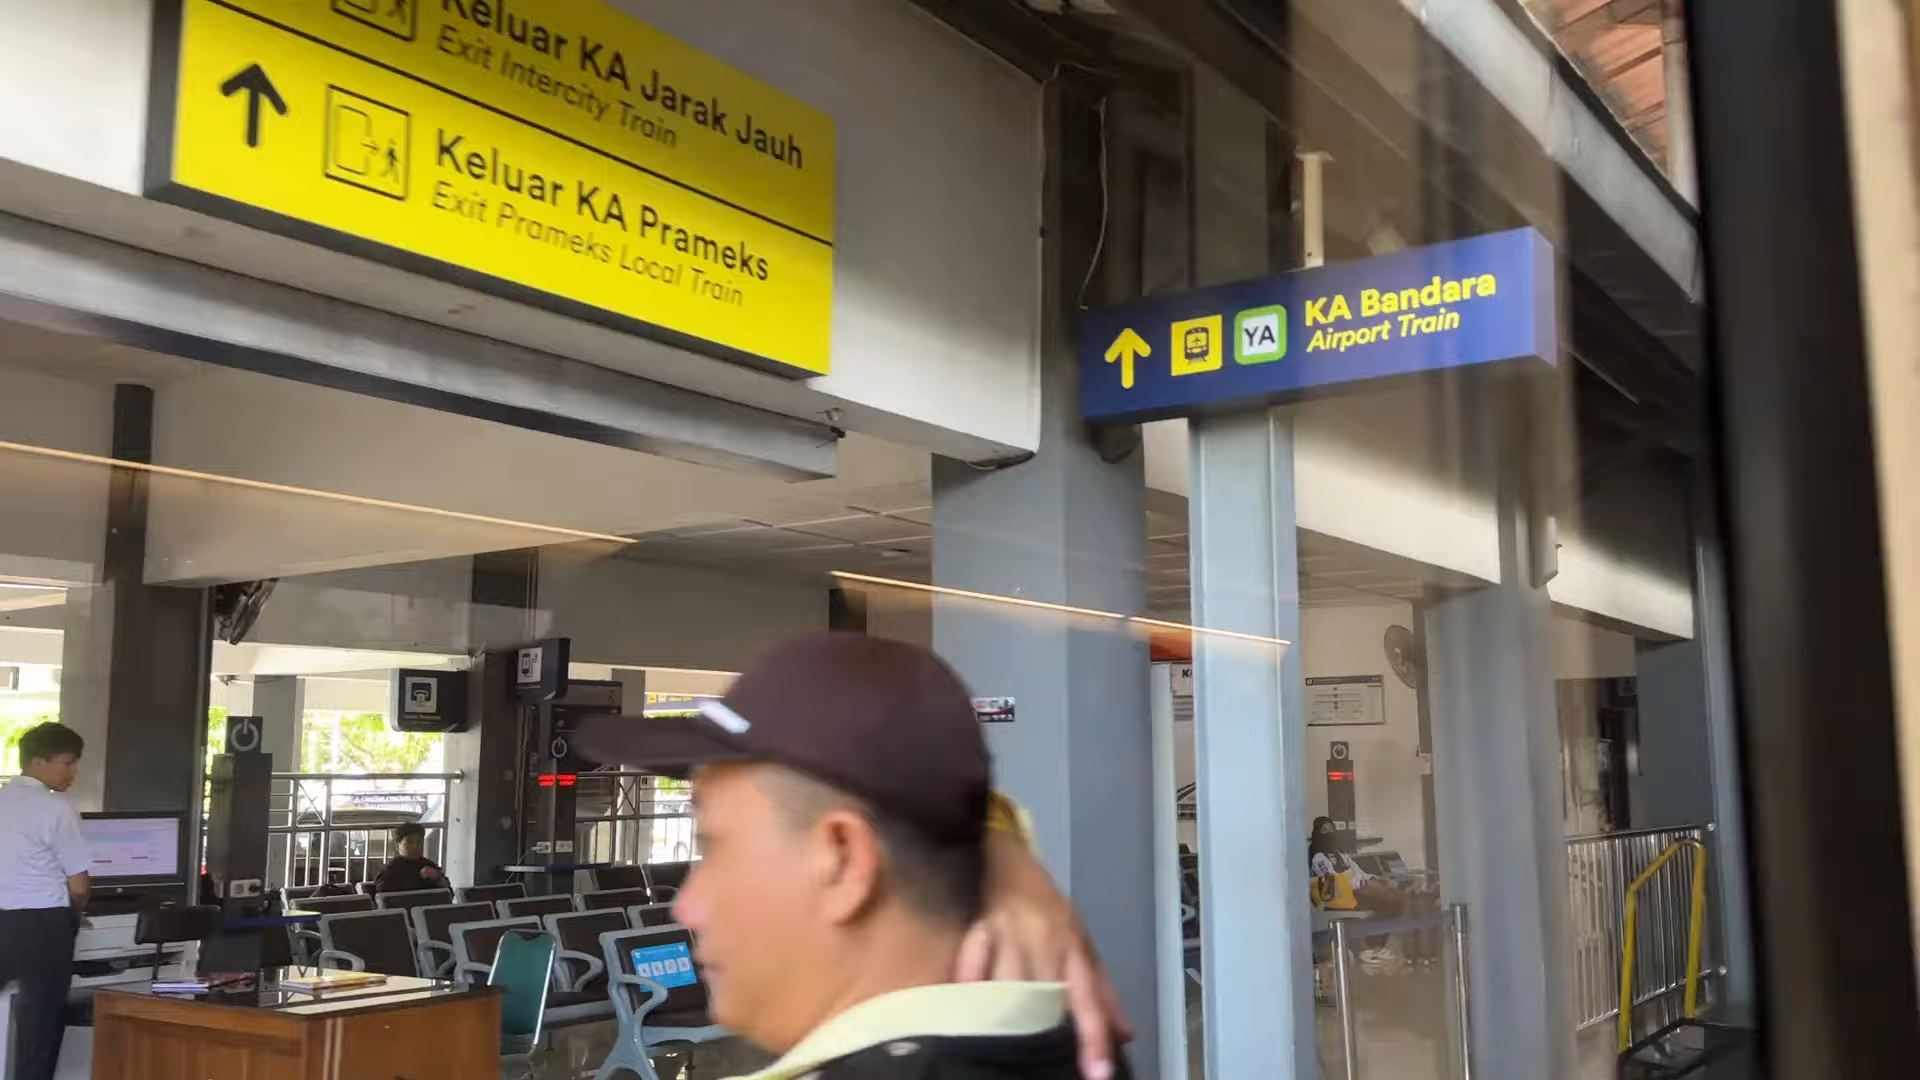 Keluar KA Jarak Jauh
Exit Intercity Train
Keluar KA Prameks
Exit Prameks Local Train
YA
KA Bandara
Airport Train